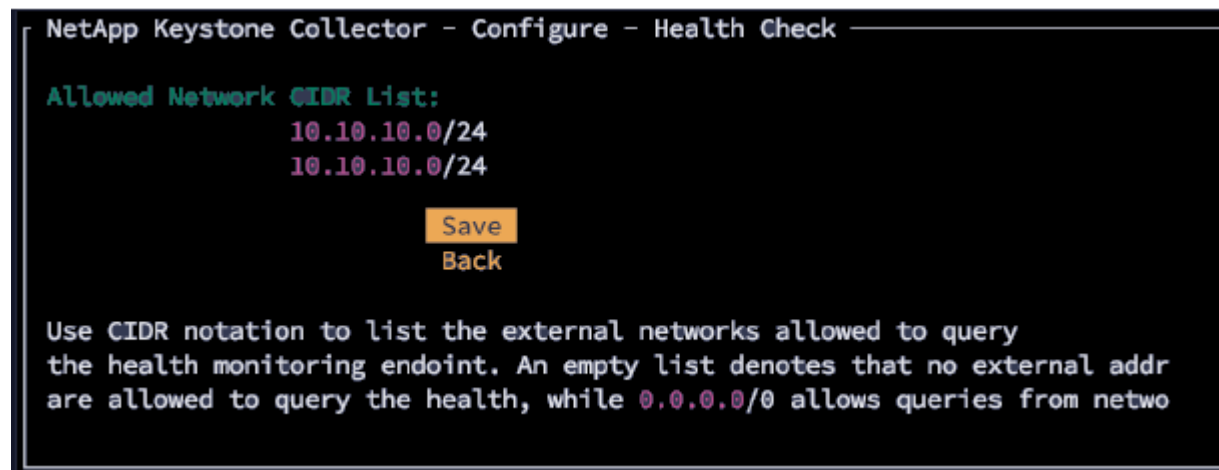 NetApp Keystone Collector - Configure - Health Check
Allowed Network CIDR List:
10.10.10.0/24
10.10.10.0/24
Save
Back
Use CIDR notation to list the external networks allowed to query
the health monitoring endoint. An empty list denotes that no external addr
are allowed to query the health, while 0.0.0.0/0 allows queries from netwo